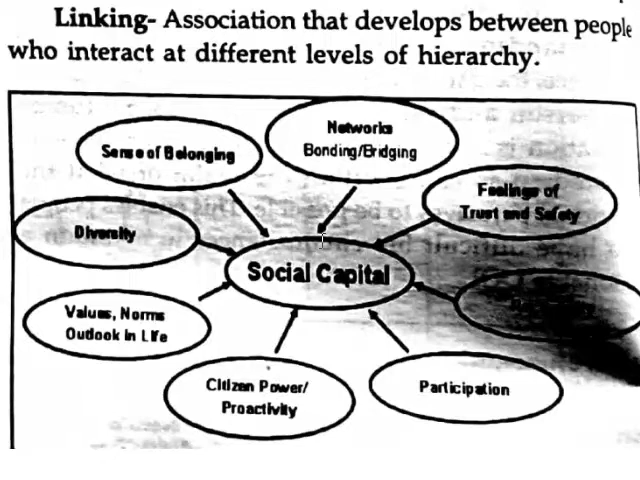 Linking- Association that develops between people
who interact at different levels of hierarchy.
Networks
Bonding/Bridging
Sense of Belonging
Feelings of
Trust and Safety
Diversity
Social Capital
Values, Norms
Outlook in Life
Citizen Power/
Proactivity
Participation